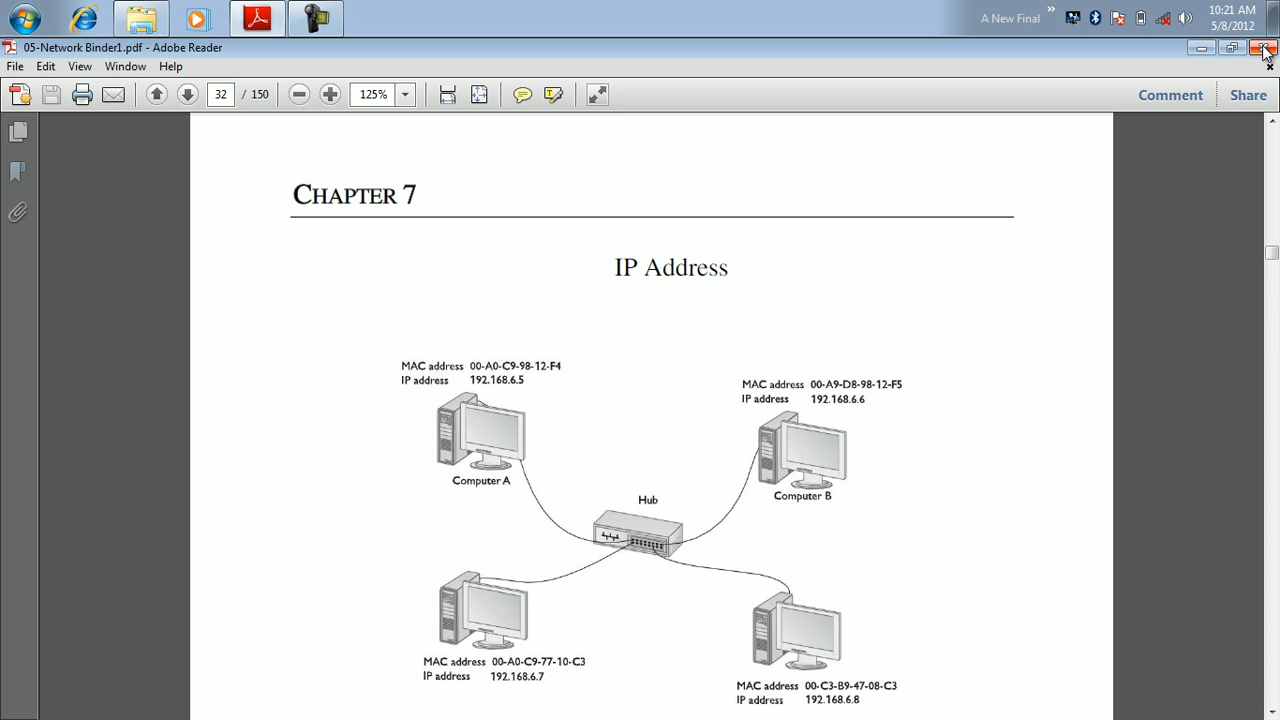 A New Final
»
10:21 AM
5/8/2012
05-Network Binder1.pdf - Adobe Reader
File Edit View Window Help
32 / 150
125%
Comment
Share
CHAPTER 7
IP Address
MAC address 00-A0-C9-98-12-F4
IP address 192.168.6.5
MAC address 00-A9-D8-98-12-F5
IP address 192.168.6.6
Computer A
Computer B
Hub
MAC address 00-A0-C9-77-10-C3
IP address 192.168.6.7
MAC address 00-C3-B9-47-08-C3
IP address 192.168.6.8